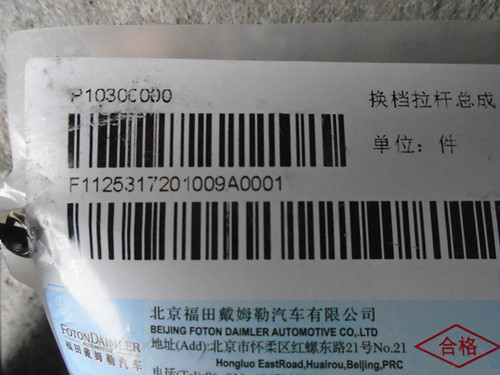 P10300000
换档拉杆总成
单位：件
F1125317201009A0001
北京福田戴姆勒汽车有限公司
BEIJING FOTON DAIMLER AUTOMOTIVE CO.,LTD
地址(Add):北京市怀柔区红螺东路21号No.21
Hongluo EastRoad,Huairou,Beijing,PRC
FOTONDAIMLER
AUTOMOTIVE
福田戴姆勒汽车
合格